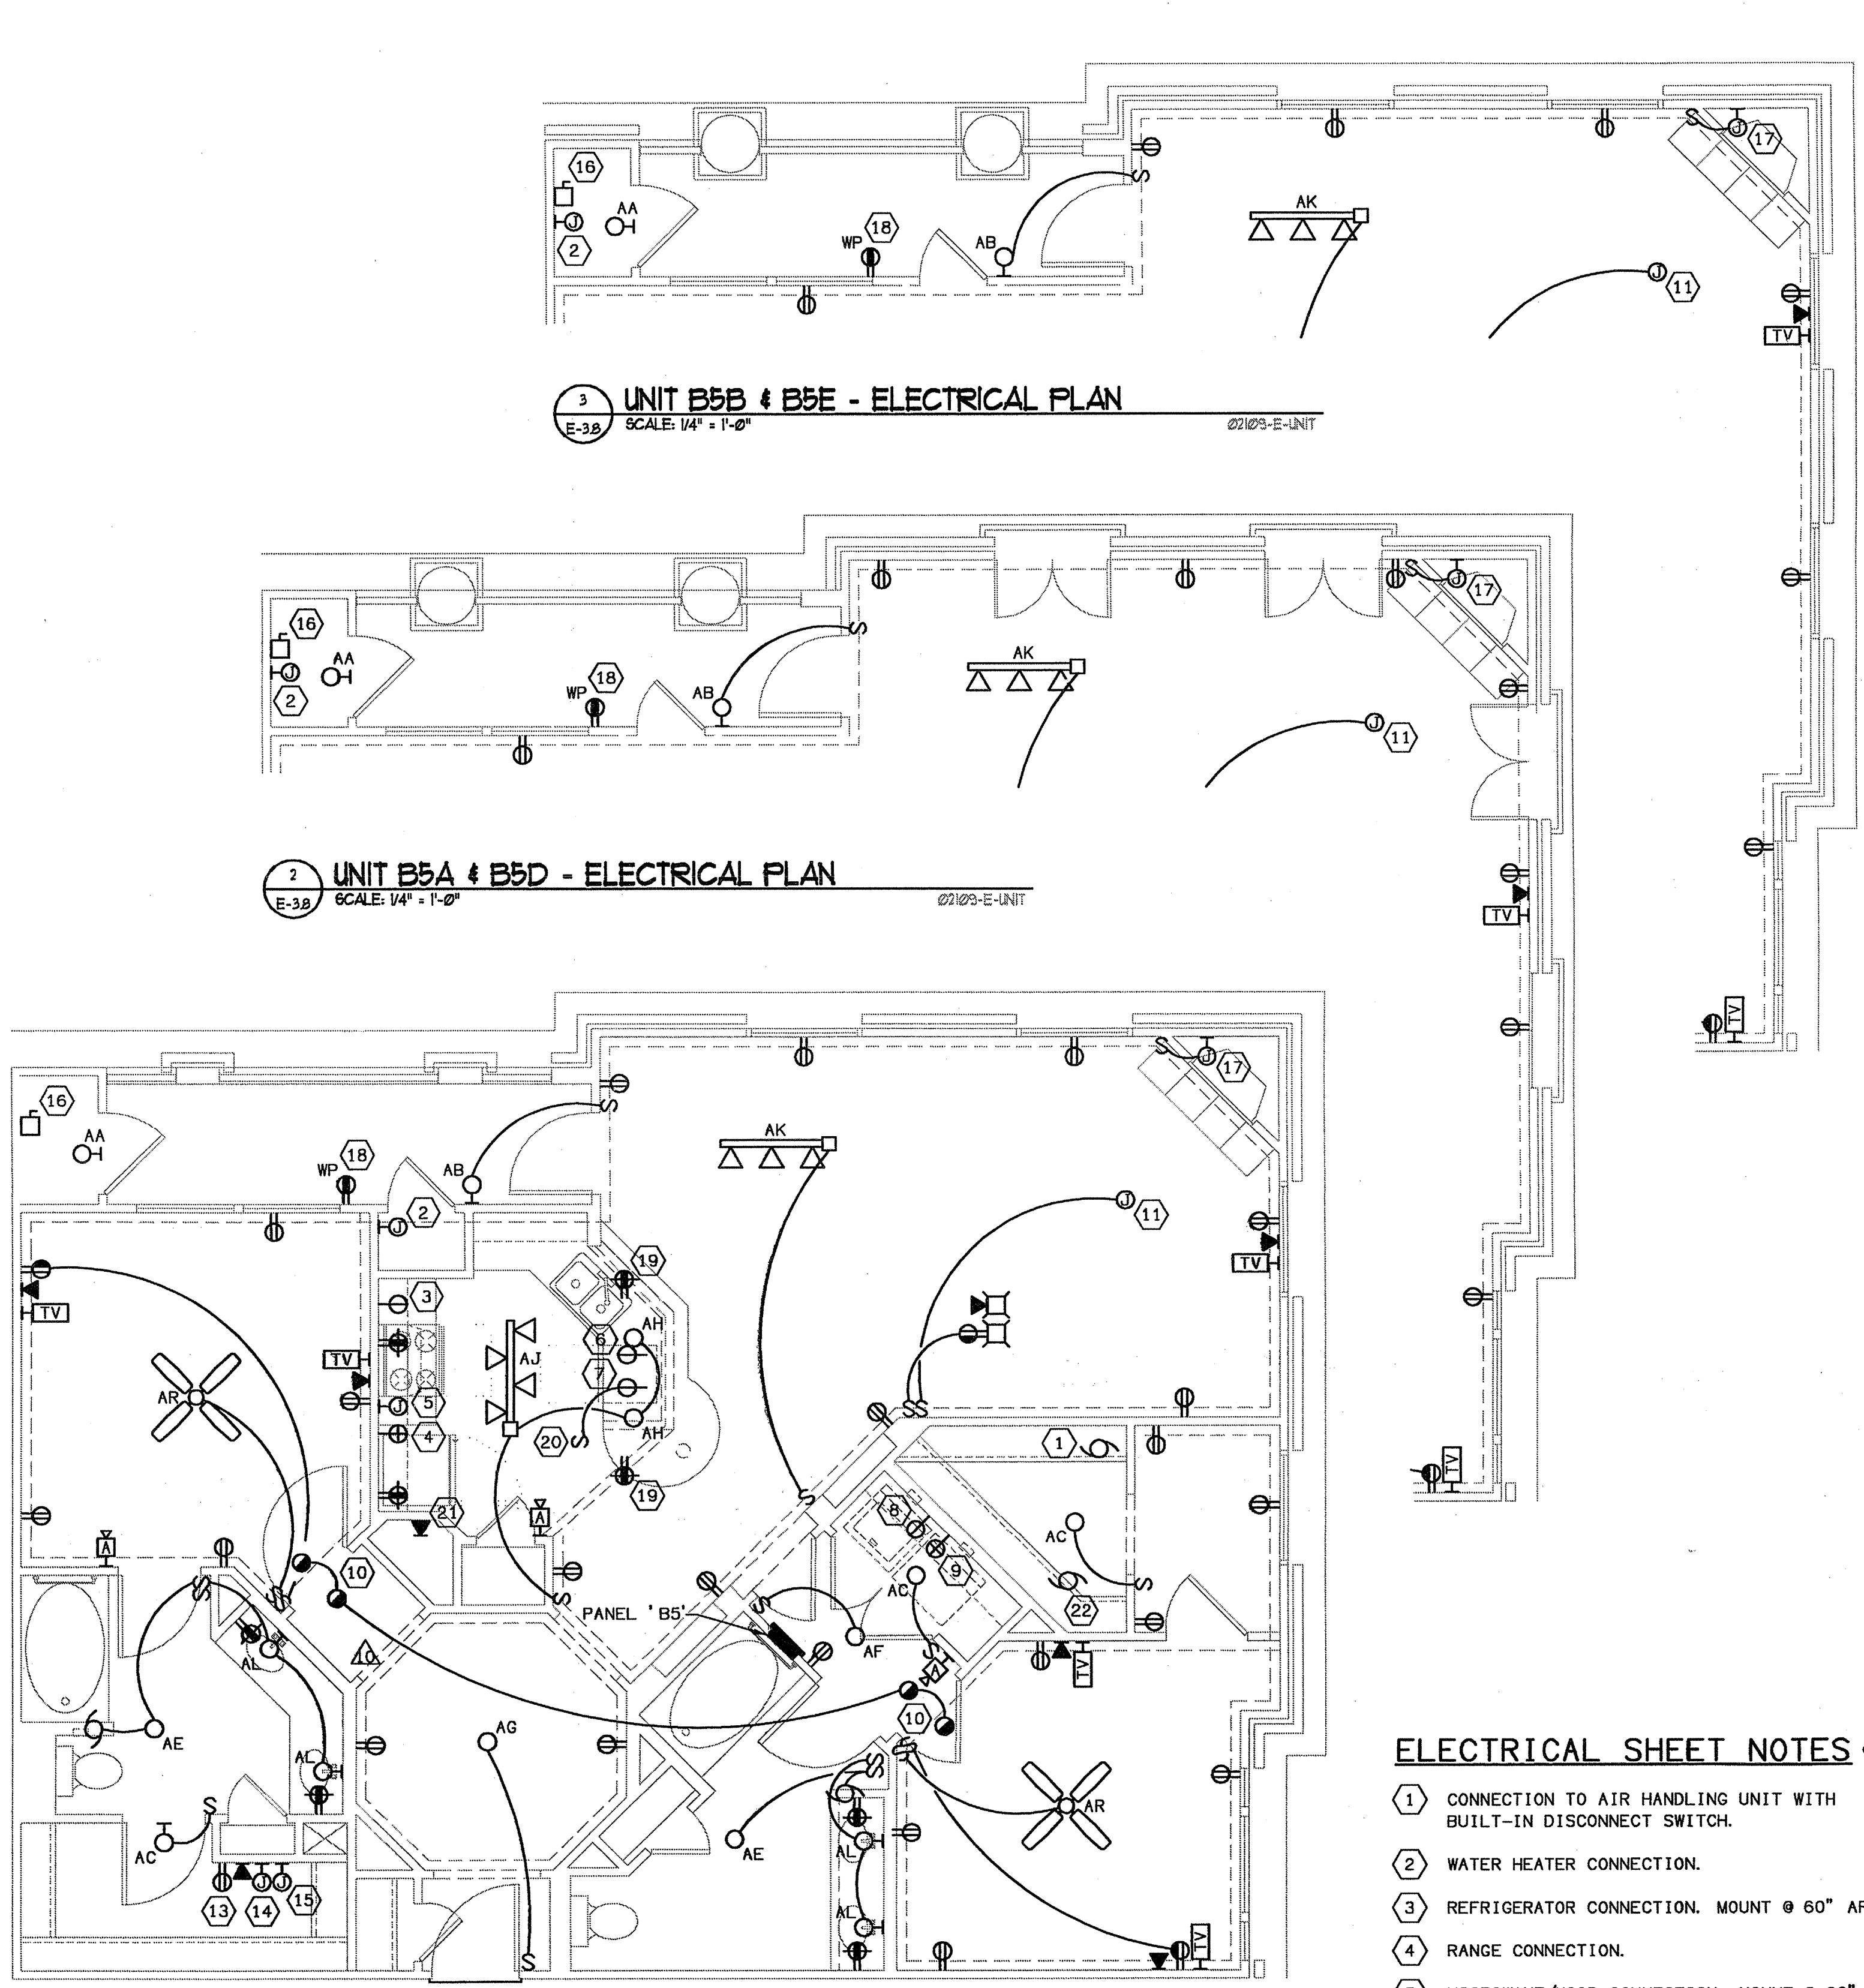 16
AA
2
WP
18
AB
AK
17
J
11
J
TV
3
E-3.8
UNIT B5B & B5E - ELECTRICAL PLAN
SCALE: 1/4" = 1'-0"
02109-E-UNIT
TV
16
AA
J
2
WP
18
AB
AK
17
J
11
TV
2
E-3.8
UNIT B5A & B5D - ELECTRICAL PLAN
SCALE: 1/4" = 1'-0"
02109-E-UNIT
TV
16
AA
WP
18
AB
AK
17
J
11
TV
J
2
3
19
TV
AR
TV
AJ
6
AH
7
J
5
4
20
AH
19
21
A
A
10
1
8
9
AC
AC
22
PANEL 'B5'
AF
A
TV
AL
10
10
AE
AG
AL
AR
AC
AE
AL
AL
13
14
15
TV
ELECTRICAL SHEET NOTES
1 CONNECTION TO AIR HANDLING UNIT WITH
BUILT-IN DISCONNECT SWITCH.
2 WATER HEATER CONNECTION.
3 REFRIGERATOR CONNECTION. MOUNT @ 60"
4 RANGE CONNECTION.